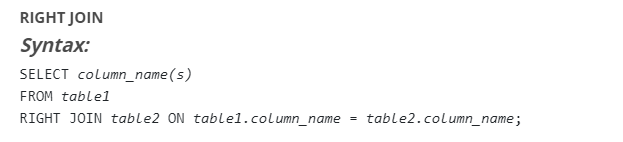 RIGHT JOIN
Syntax:
SELECT column_name(s)
FROM table1
RIGHT JOIN table2 ON table1.column_name = table2.column_name;